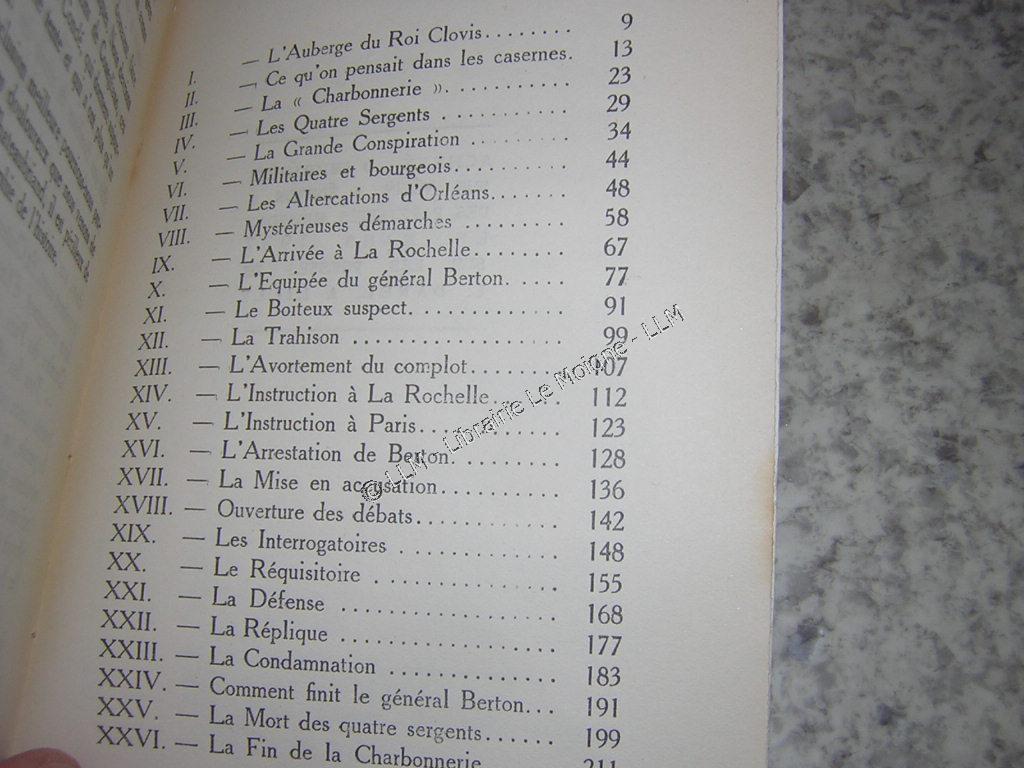 I. — L'Auberge du Roi Clovis........ 9
II. — Ce qu'on pensait dans les casernes. 13
III. — La « Charbonnerie »........... 23
IV. — Les Quatre Sergents ........... 29
V. — La Grande Conspiration ......... 34
VI. — Militaires et bourgeois.......... 44
VII. — Les Altercations d'Orléans....... 48
VIII. — Mystérieuses démarches ......... 58
IX. — L'Arrivée à La Rochelle........ 67
X. — L'Equipée du général Berton..... 77
XI. — Le Boiteux suspect............ 91
XII. — La Trahison .................. 99
XIII. — L'Avortement du complot........ 107
XIV. — L'Instruction à La Rochelle...... 112
XV. — L'Instruction à Paris............ 123
XVI. — L'Arrestation de Berton......... 128
XVII. — La Mise en accusation.......... 136
XVIII. — Ouverture des débats............ 142
XIX. — Les Interrogatoires ............ 148
XX. — Le Réquisitoire .............. 155
XXI. — La Défense .................. 168
XXII. — La Réplique .................. 177
XXIII. — La Condamnation .............. 183
XXIV. — Comment finit le général Berton... 191
XXV. — La Mort des quatre sergents...... 199
XXVI. — La Fin de la Charbonnerie 211
© LLM - Librairie Le Moigne - LLM